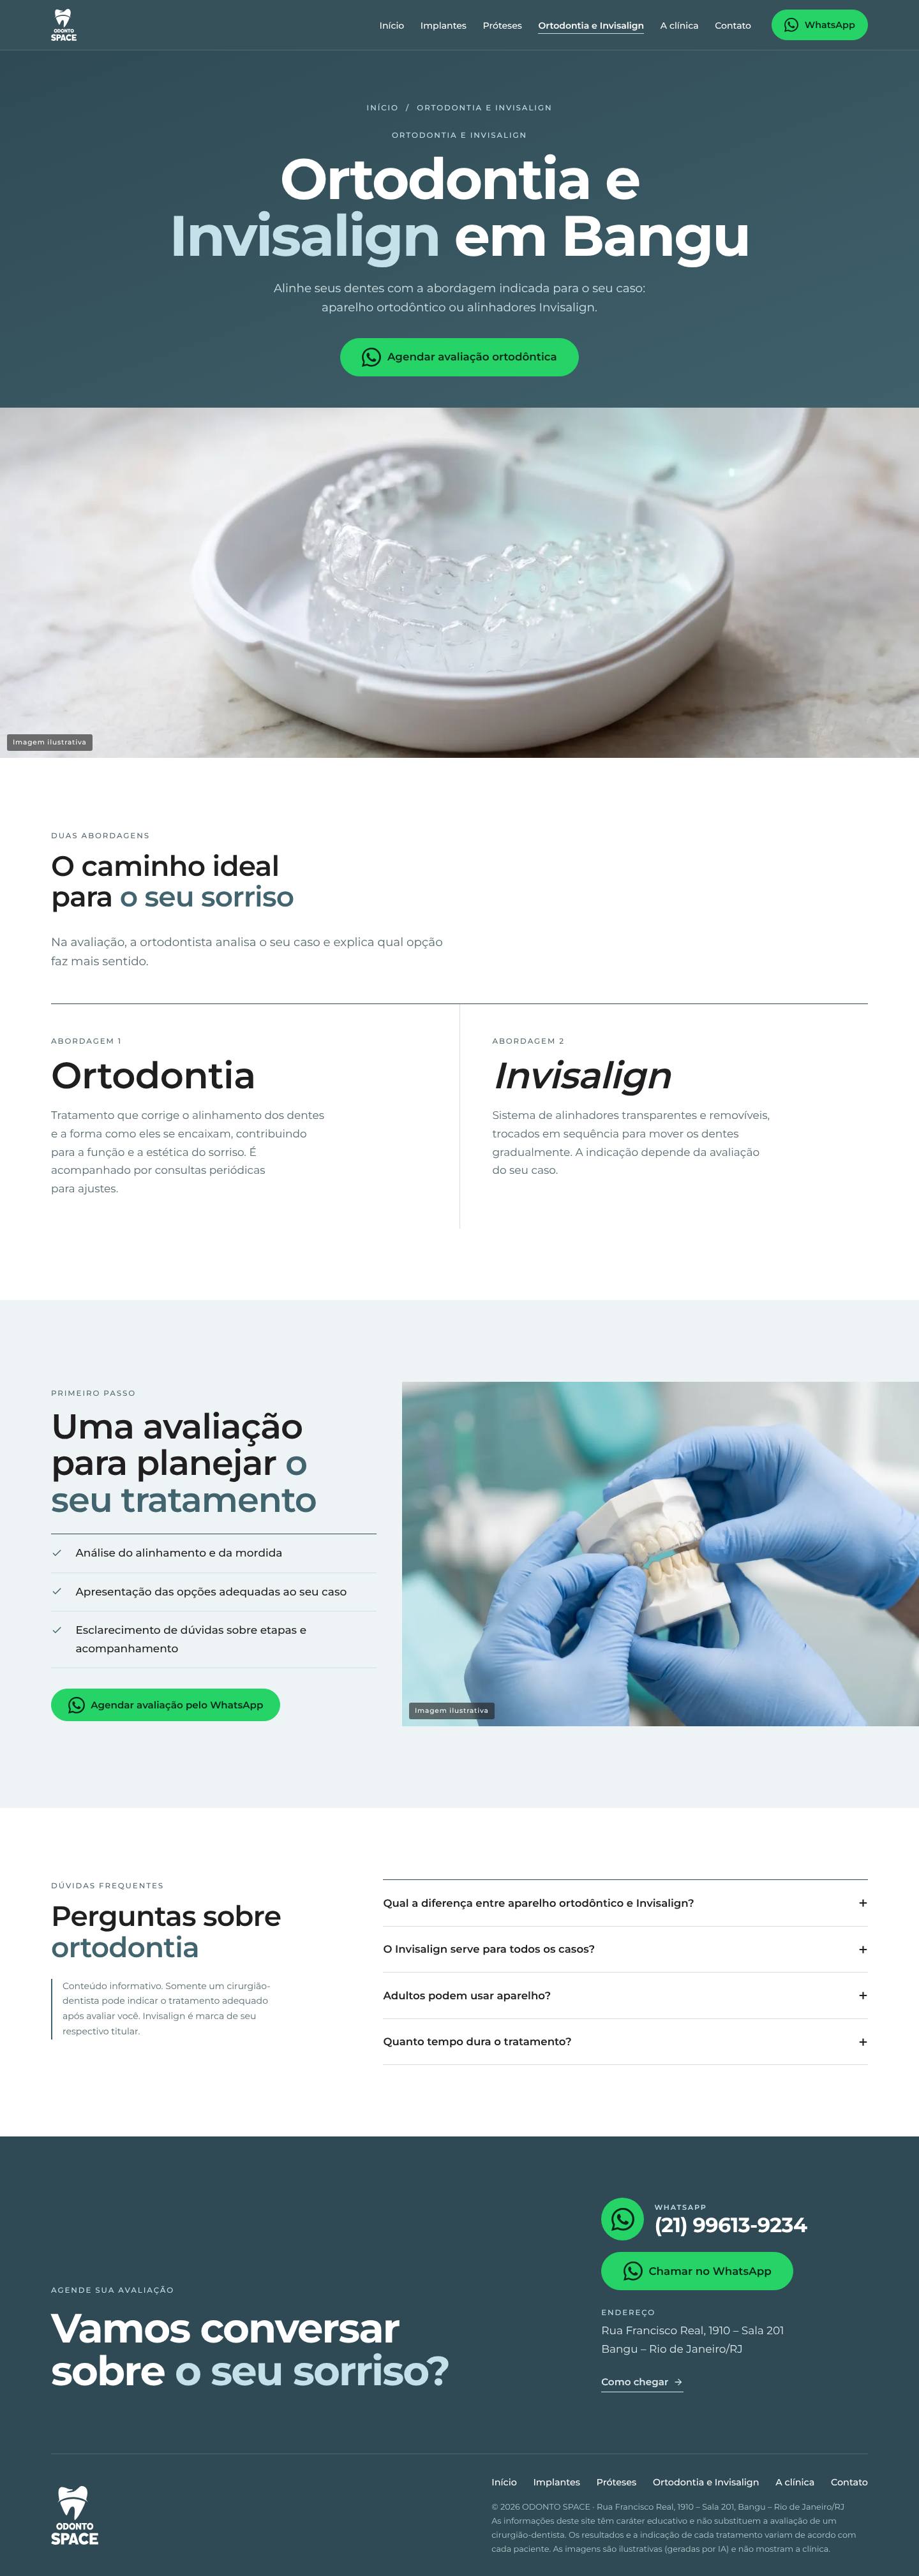 ODONTO
SPACE
Início Implantes Próteses Ortodontia e Invisalign A clínica Contato WhatsApp
INÍCIO / ORTODONTIA E INVISALIGN
ORTODONTIA E INVISALIGN
Ortodontia e
Invisalign em Bangu
Alinhe seus dentes com a abordagem indicada para o seu caso:
aparelho ortodôntico ou alinhadores Invisalign.
Agendar avaliação ortodôntica
Imagem ilustrativa
DUAS ABORDAGENS
O caminho ideal
para o seu sorriso
Na avaliação, a ortodontista analisa o seu caso e explica qual opção
faz mais sentido.
ABORDAGEM 1
Ortodontia
Tratamento que corrige o alinhamento dos dentes
e a forma como eles se encaixam, contribuindo
para a função e a estética do sorriso. É
acompanhado por consultas periódicas
para ajustes.
ABORDAGEM 2
Invisalign
Sistema de alinhadores transparentes e removíveis,
trocados em sequência para mover os dentes
gradualmente. A indicação depende da avaliação
do seu caso.
PRIMEIRO PASSO
Uma avaliação
para planejar o
seu tratamento
Análise do alinhamento e da mordida
Apresentação das opções adequadas ao seu caso
Esclarecimento de dúvidas sobre etapas e
acompanhamento
Agendar avaliação pelo WhatsApp
Imagem ilustrativa
DÚVIDAS FREQUENTES
Perguntas sobre
ortodontia
Conteúdo informativo. Somente um cirurgião-
dentista pode indicar o tratamento adequado
após avaliar você. Invisalign é marca de seu
respectivo titular.
Qual a diferença entre aparelho ortodôntico e Invisalign? +
O Invisalign serve para todos os casos? +
Adultos podem usar aparelho? +
Quanto tempo dura o tratamento? +
AGENDE SUA AVALIAÇÃO
Vamos conversar
sobre o seu sorriso?
WHATSAPP
(21) 99613-9234
Chamar no WhatsApp
ENDEREÇO
Rua Francisco Real, 1910 – Sala 201
Bangu – Rio de Janeiro/RJ
Como chegar →
ODONTO
SPACE
Início Implantes Próteses Ortodontia e Invisalign A clínica Contato
© 2026 ODONTO SPACE · Rua Francisco Real, 1910 – Sala 201, Bangu – Rio de Janeiro/RJ
As informações deste site têm caráter educativo e não substituem a avaliação de um
cirurgião-dentista. Os resultados e a indicação de cada tratamento variam de acordo com
cada paciente. As imagens são ilustrativas (geradas por IA) e não mostram a clínica.